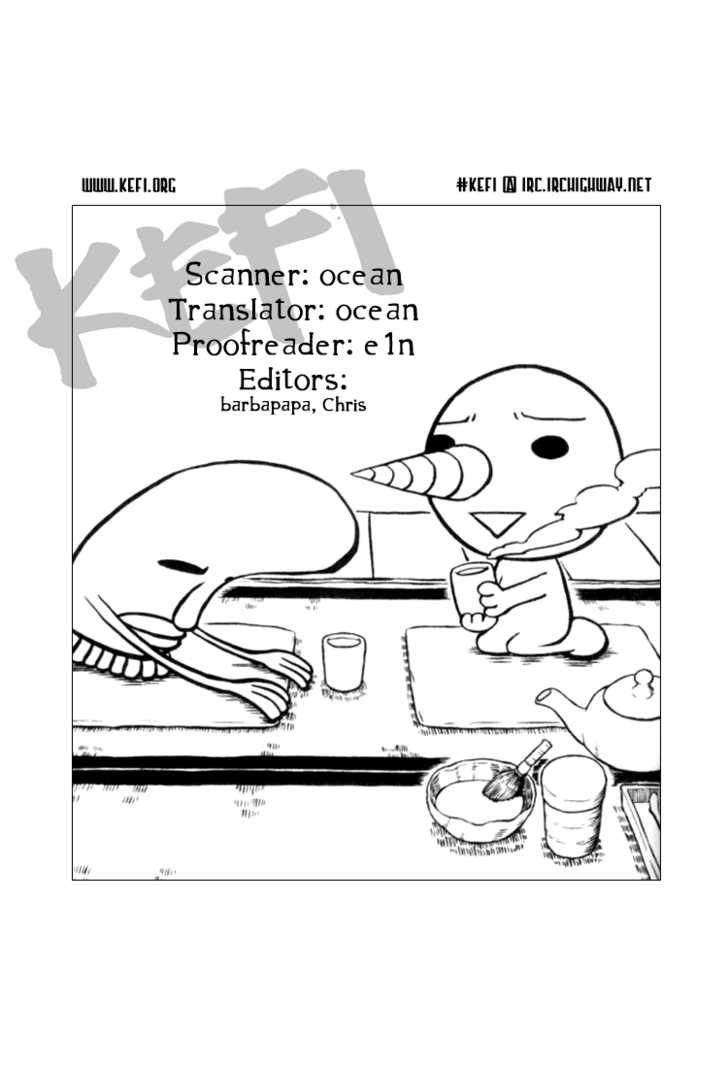 WWW.KEFI.ORG
#KEFI @ IRC.IRCHIGHWAY.NET
KEFI
Scanner: ocean
Translator: ocean
Proofreader: e1n
Editors:
barbapapa, Chris